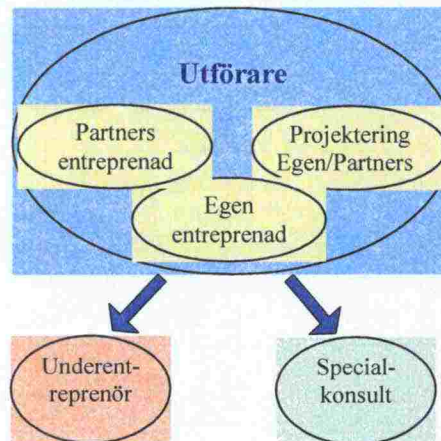 Utförare
Partners
entreprenad
Projektering
Egen/Partners
Egen
entreprenad
Underent-
reprenör
Special-
konsult